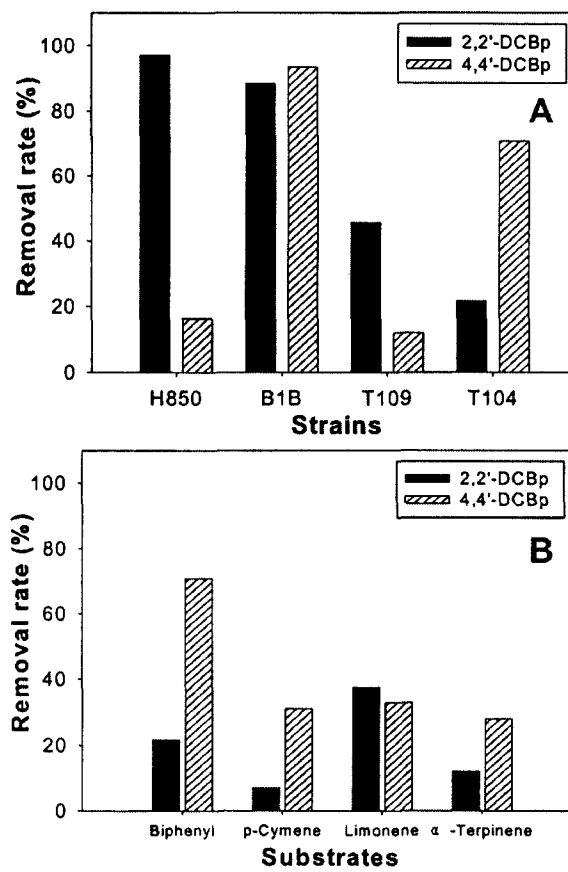 2,2'-DCBp
4,4'-DCBp
A
Removal rate (%)
100
80
60
40
20
0
H850 B1B T109 T104
Strains
2,2'-DCBp
4,4'-DCBp
B
Removal rate (%)
100
80
60
40
20
0
Biphenyl p-Cymene Limonene α -Terpinene
Substrates